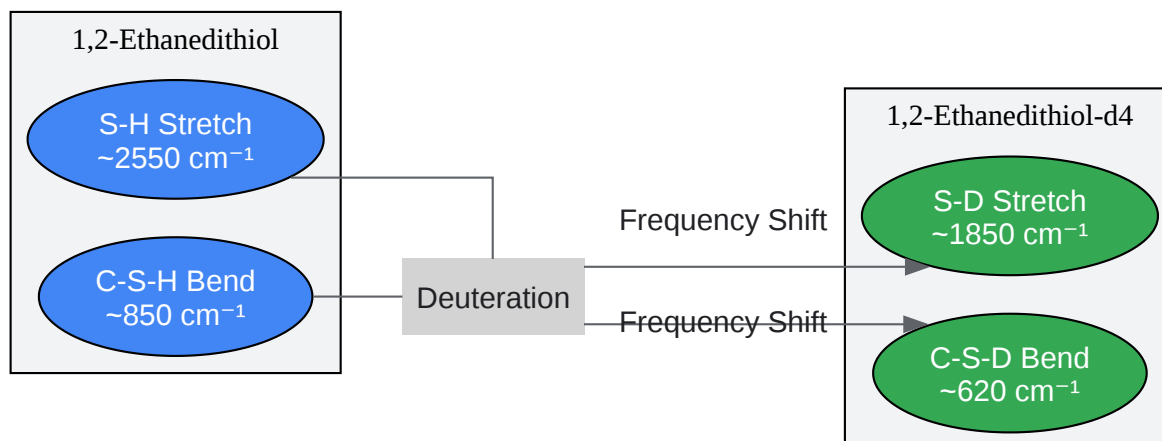 1,2-Ethanedithiol
S-H Stretch
~2550 cm⁻¹
C-S-H Bend
~850 cm⁻¹
Deuteration
Frequency Shift
Frequency Shift
1,2-Ethanedithiol-d4
S-D Stretch
~1850 cm⁻¹
C-S-D Bend
~620 cm⁻¹